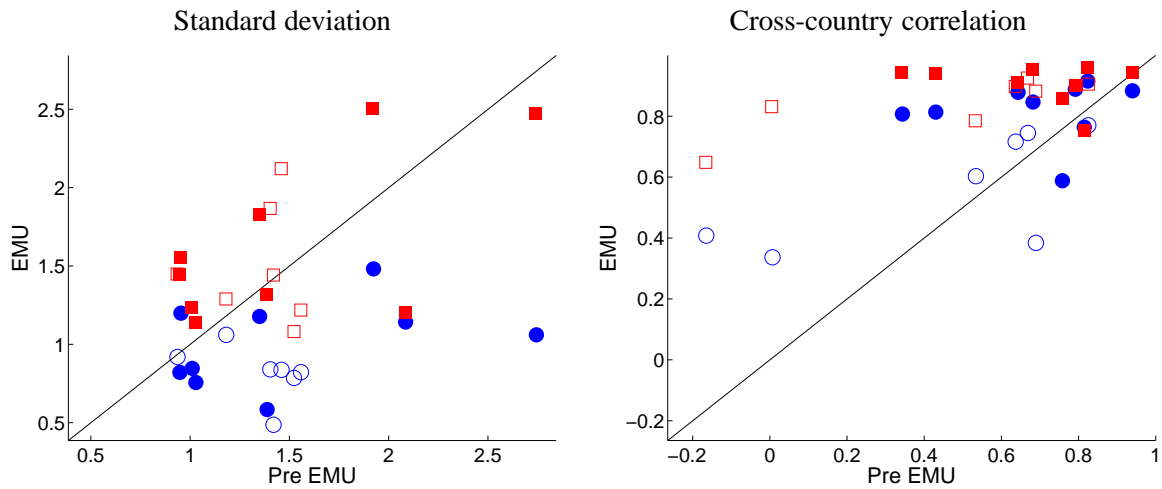 Standard deviation
2.5
2
1.5
1
0.5
EMU
0.5 1 1.5 2 2.5
Pre EMU
Cross-country correlation
0.8
0.6
0.4
0.2
0
−0.2
EMU
−0.2 0 0.2 0.4 0.6 0.8 1
Pre EMU